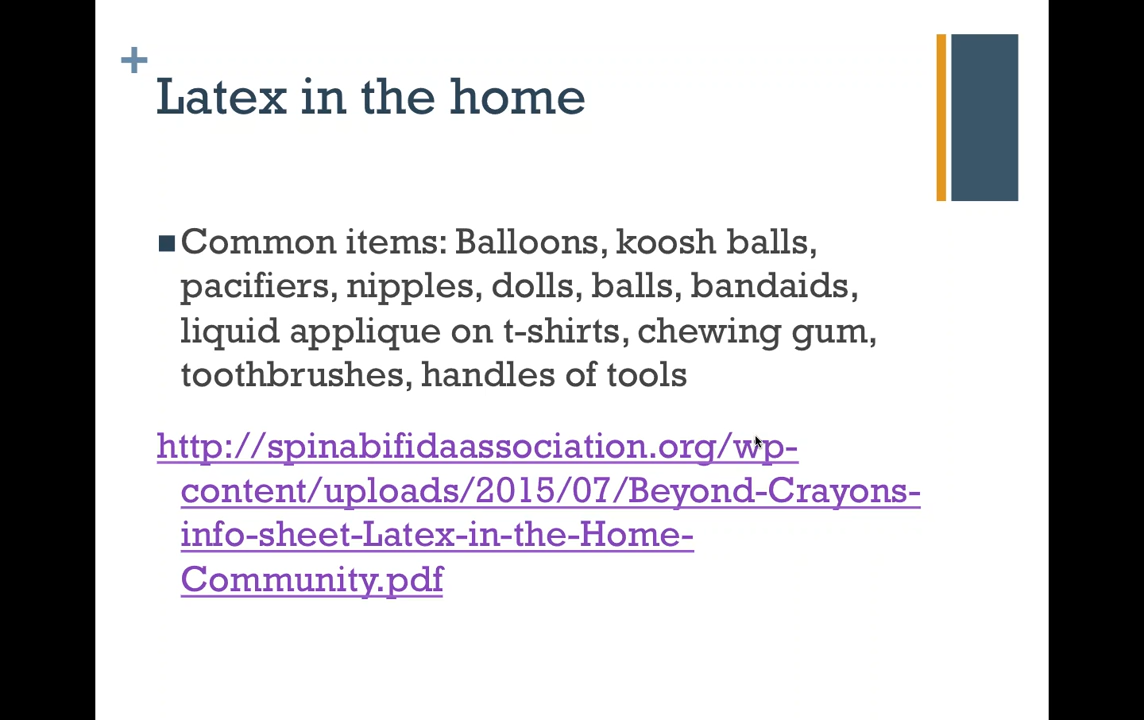 +
Latex in the home
■ Common items: Balloons, koosh balls,
pacifiers, nipples, dolls, balls, bandaids,
liquid applique on t-shirts, chewing gum,
toothbrushes, handles of tools
http://spinabifidaassociation.org/wp-
content/uploads/2015/07/Beyond-Crayons-
info-sheet-Latex-in-the-Home-
Community.pdf